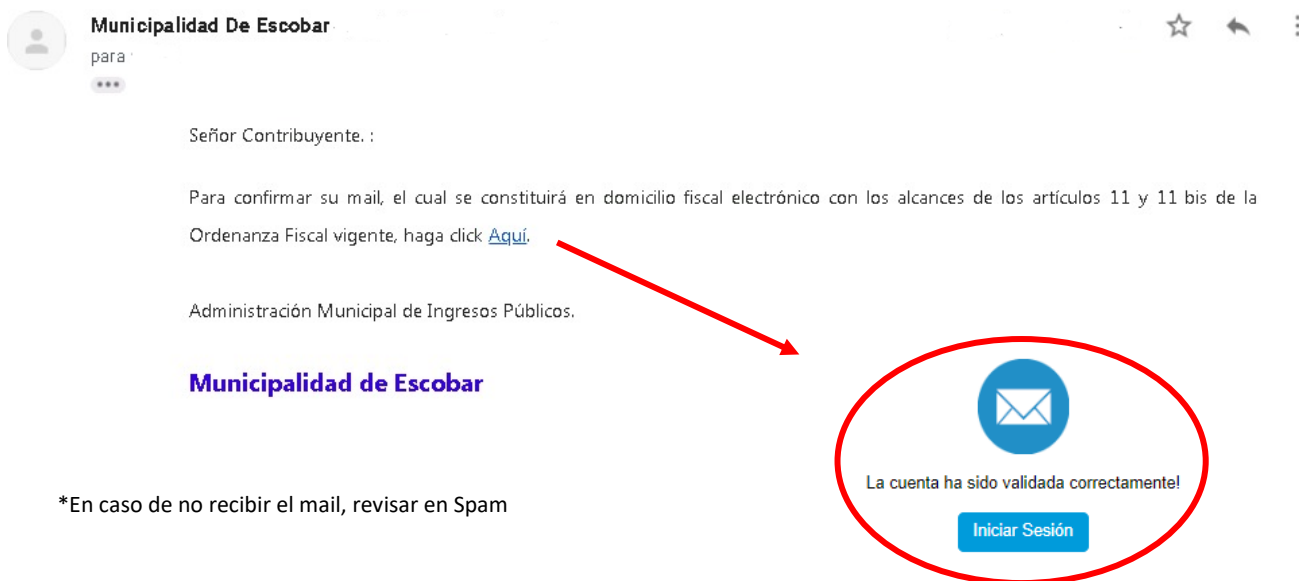 Municipalidad De Escobar
para
Señor Contribuyente. :
Para confirmar su mail, el cual se constituirá en domicilio fiscal electrónico con los alcances de los artículos 11 y 11 bis de la
Ordenanza Fiscal vigente, haga click Aquí.
Administración Municipal de Ingresos Públicos.
Municipalidad de Escobar
La cuenta ha sido validada correctamente!
*En caso de no recibir el mail, revisar en Spam
Iniciar Sesión